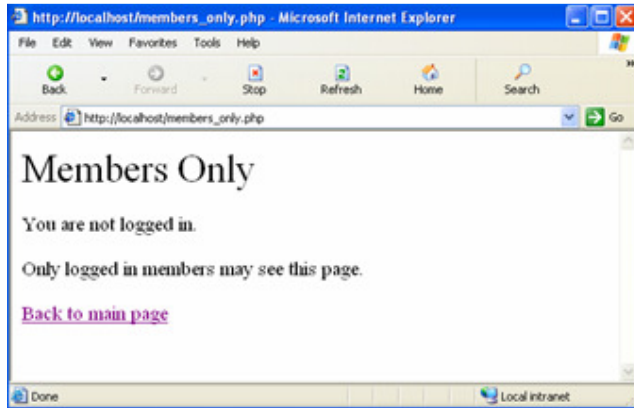 http://localhost/members_only.php - Microsoft Internet Explorer
File Edit View Favorites Tools Help
Back Forward Stop Refresh Home Search
Address http://localhost/members_only.php Go
Members Only
You are not logged in.
Only logged in members may see this page.
Back to main page
Done Local intranet